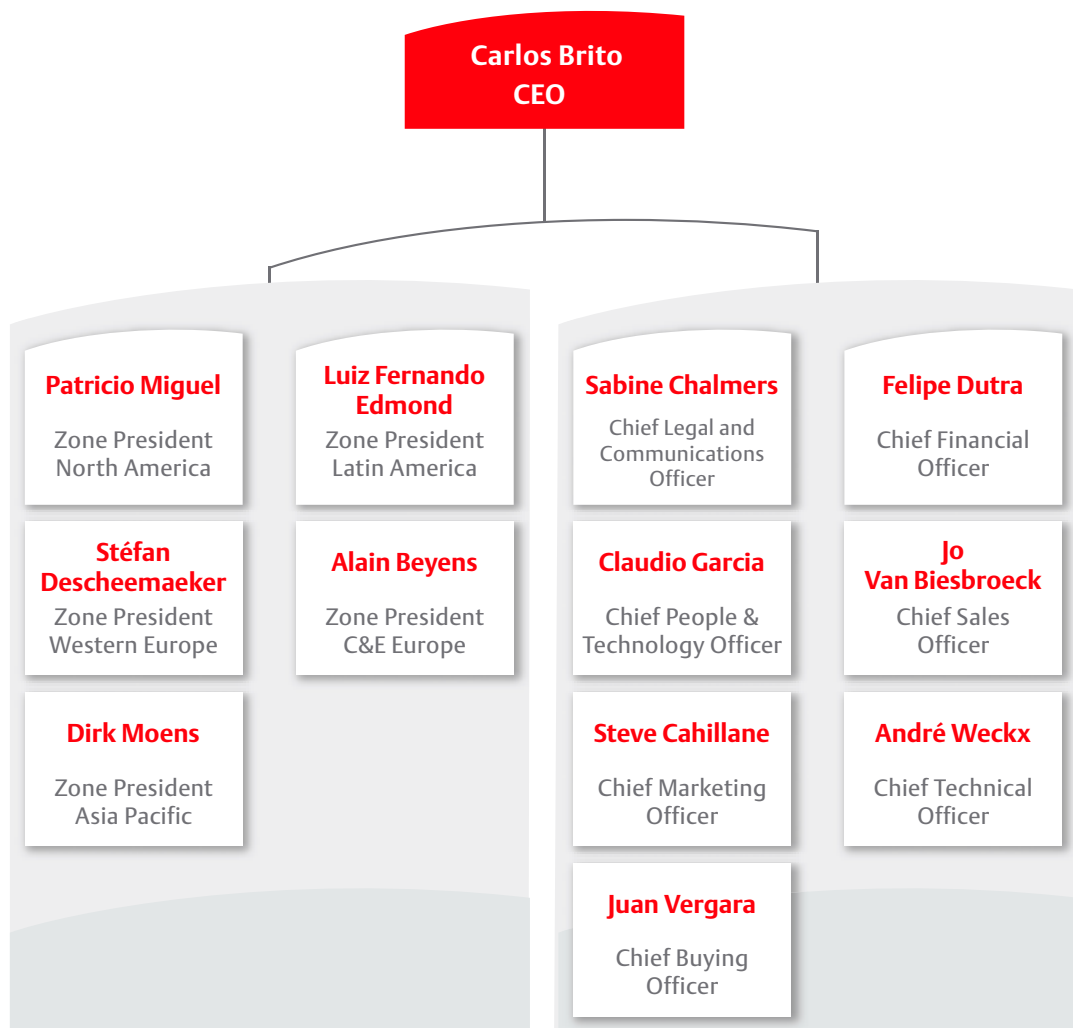 Carlos Brito
CEO
Patricio Miguel
Zone President
North America
Luiz Fernando
Edmond
Zone President
Latin America
Stéfan
Descheemaeker
Zone President
Western Europe
Alain Beyens
Zone President
C&E Europe
Dirk Moens
Zone President
Asia Pacific
Sabine Chalmers
Chief Legal and
Communications
Officer
Felipe Dutra
Chief Financial
Officer
Claudio Garcia
Chief People &
Technology Officer
Jo
Van Biesbroeck
Chief Sales
Officer
Steve Cahillane
Chief Marketing
Officer
André Weckx
Chief Technical
Officer
Juan Vergara
Chief Buying
Officer